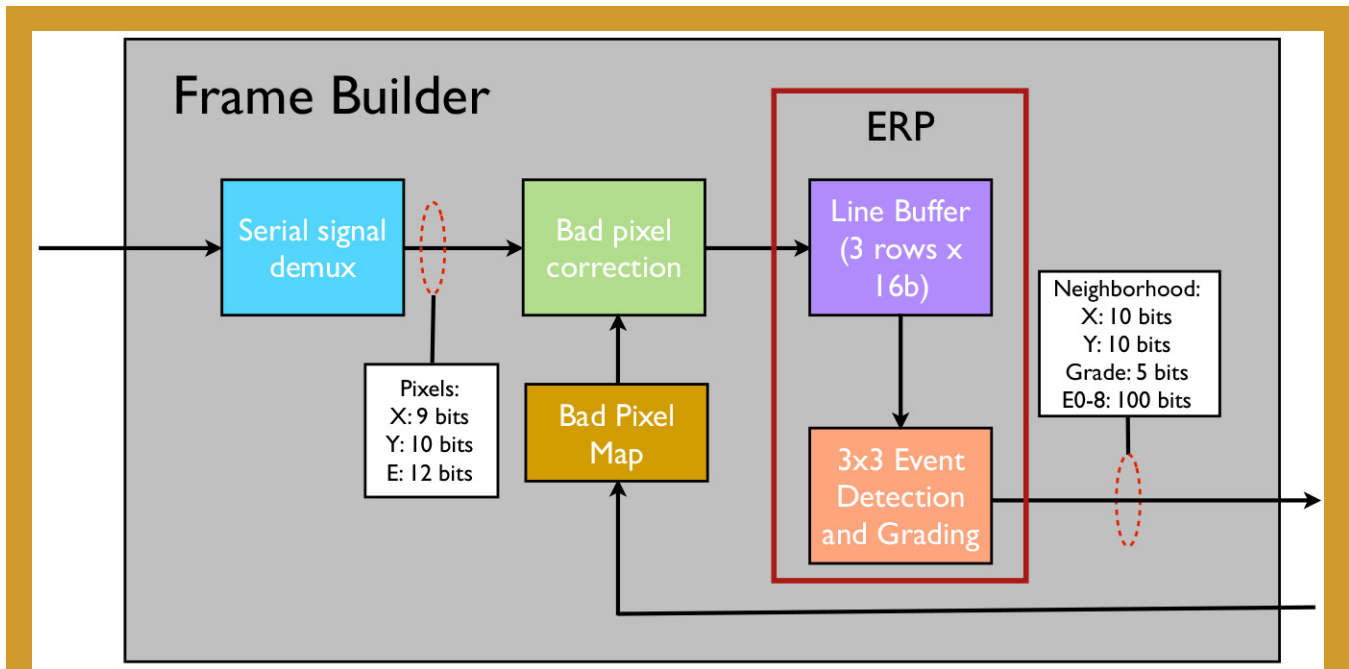 Frame Builder
ERP
Serial signal
demux
Bad pixel
correction
Line Buffer
(3 rows x
16b)
Neighborhood:
X: 10 bits
Y: 10 bits
Grade: 5 bits
E0-8: 100 bits
Pixels:
X: 9 bits
Y: 10 bits
E: 12 bits
Bad Pixel
Map
3x3 Event
Detection
and Grading